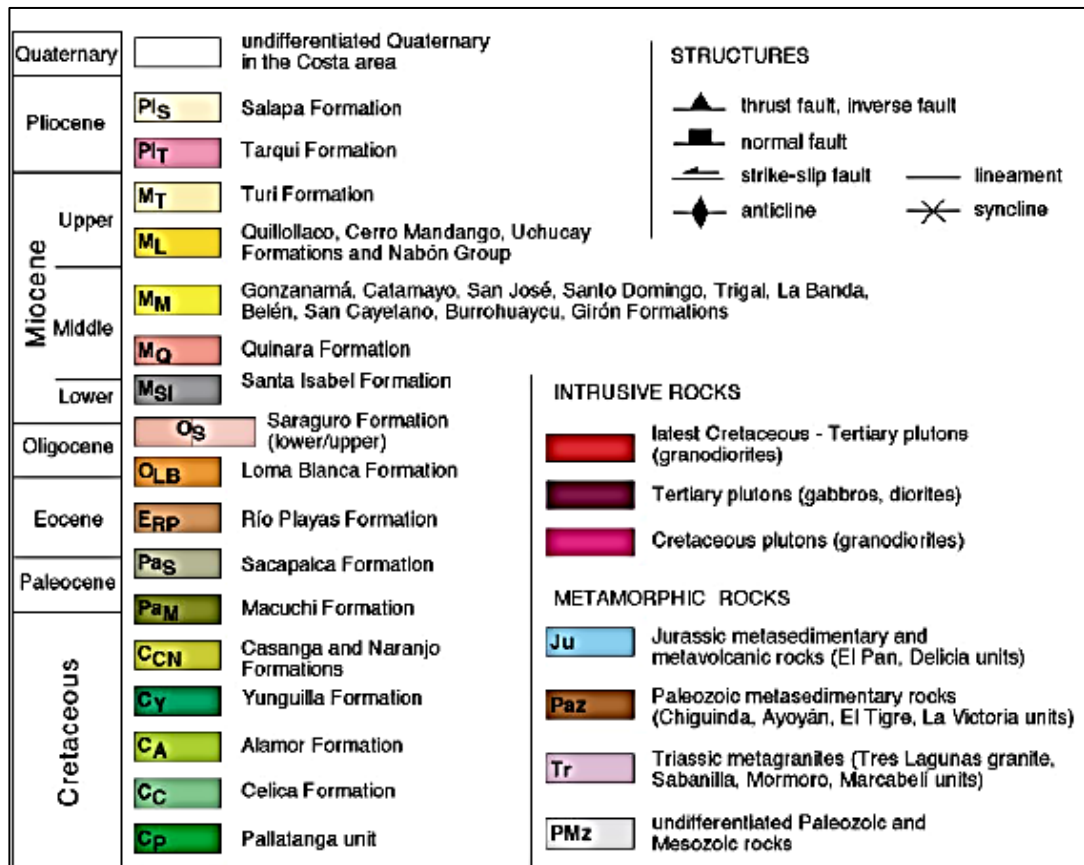 Quaternary
undifferentiated Quaternary
in the Costa area
Pliocene
PlS
Salapa Formation
PlT
Tarqui Formation
Miocene
Upper
MT
Turi Formation
ML
Quillollaco, Cerro Mandango, Uchucay
Formations and Nabón Group
Middle
MM
Gonzanamá, Catamayo, San José, Santo Domingo, Trigal, La Banda,
Belén, San Cayetano, Burrohuaycu, Girón Formations
MQ
Quinara Formation
Lower
MSI
Santa Isabel Formation
Oligocene
OS
Saraguro Formation
(lower/upper)
OLB
Loma Blanca Formation
Eocene
ERP
Río Playas Formation
Paleocene
PaS
Sacapalca Formation
PaM
Macuchi Formation
Cretaceous
CCN
Casanga and Naranjo
Formations
CY
Yunguilla Formation
CA
Alamor Formation
CC
Celica Formation
CP
Pallatanga unit
STRUCTURES
thrust fault, inverse fault
normal fault
strike-slip fault
lineament
anticline
syncline
INTRUSIVE ROCKS
latest Cretaceous - Tertiary plutons
(granodiorites)
Tertiary plutons (gabbros, diorites)
Cretaceous plutons (granodiorites)
METAMORPHIC ROCKS
Ju
Jurassic metasedimentary and
metavolcanic rocks (El Pan, Delicia units)
Paz
Paleozoic metasedimentary rocks
(Chiguinda, Ayoyán, El Tigre, La Victoria units)
Tr
Triassic metagranites (Tres Lagunas granite,
Sabanilla, Mormoro, Marcabelí units)
PMz
undifferentiated Paleozoic and
Mesozoic rocks